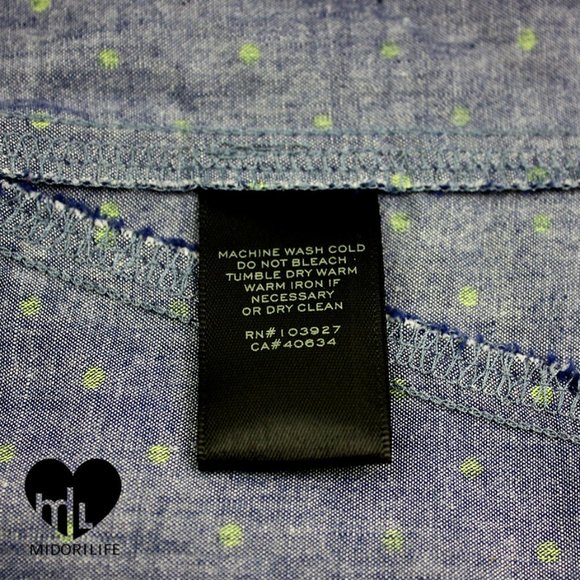 MACHINE WASH COLD
DO NOT BLEACH
TUMBLE DRY WARM
WARM IRON IF
NECESSARY
OR DRY CLEAN
RN#103927
CA#40634
ml
MIDORILIFE